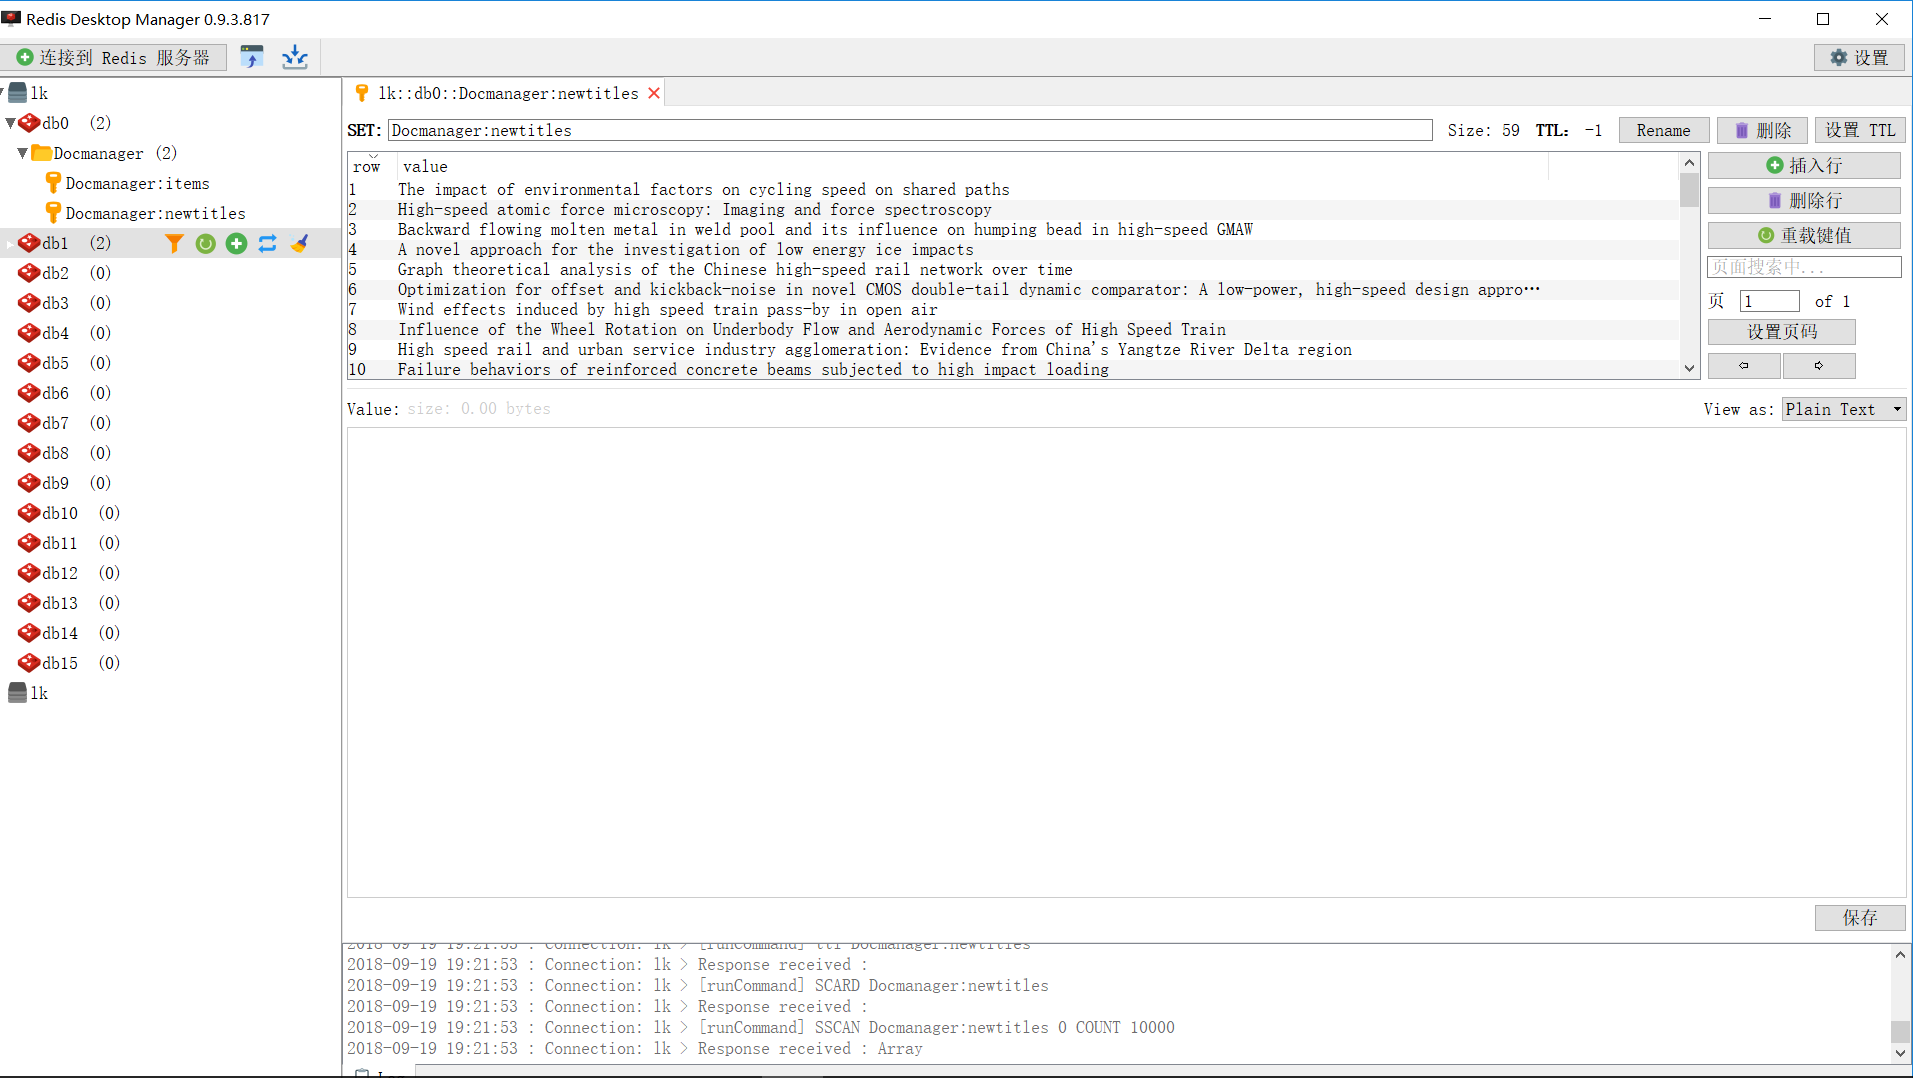 Redis Desktop Manager 0.9.3.817
连接到 Redis 服务器
设置
lk
db0 (2)
Docmanager (2)
Docmanager:items
Docmanager:newtitles
db1 (2)
db2 (0)
db3 (0)
db4 (0)
db5 (0)
db6 (0)
db7 (0)
db8 (0)
db9 (0)
db10 (0)
db11 (0)
db12 (0)
db13 (0)
db14 (0)
db15 (0)
lk
lk::db0::Docmanager:newtitles
SET: Docmanager:newtitles Size: 59 TTL: -1 Rename 删除 设置 TTL
row value
1 The impact of environmental factors on cycling speed on shared paths
2 High-speed atomic force microscopy: Imaging and force spectroscopy
3 Backward flowing molten metal in weld pool and its influence on humping bead in high-speed GMAW
4 A novel approach for the investigation of low energy ice impacts
5 Graph theoretical analysis of the Chinese high-speed rail network over time
6 Optimization for offset and kickback-noise in novel CMOS double-tail dynamic comparator: A low-power, high-speed design appro…
7 Wind effects induced by high speed train pass-by in open air
8 Influence of the Wheel Rotation on Underbody Flow and Aerodynamic Forces of High Speed Train
9 High speed rail and urban service industry agglomeration: Evidence from China's Yangtze River Delta region
10 Failure behaviors of reinforced concrete beams subjected to high impact loading
插入行
删除行
重载键值
页面搜索中...
页 1 of 1
设置页码
Value: size: 0.00 bytes
View as: Plain Text
保存
2018-09-19 19:21:53 : Connection: lk > [runCommand] ttl Docmanager:newtitles
2018-09-19 19:21:53 : Connection: lk > Response received :
2018-09-19 19:21:53 : Connection: lk > [runCommand] SCARD Docmanager:newtitles
2018-09-19 19:21:53 : Connection: lk > Response received :
2018-09-19 19:21:53 : Connection: lk > [runCommand] SSCAN Docmanager:newtitles 0 COUNT 10000
2018-09-19 19:21:53 : Connection: lk > Response received : Array